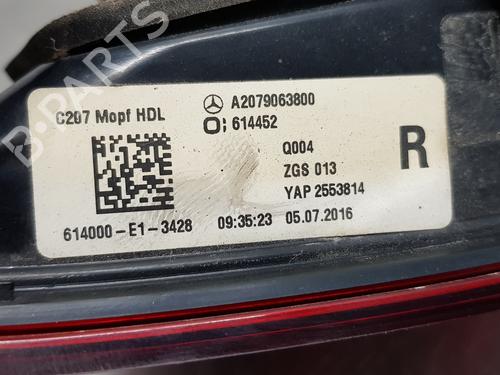 C207 Mopf HDL
A2079063800
614452
Q004
ZGS 013
YAP 2553814
R
614000-E1-3428 09:35:23 05.07.2016
B-PARTS